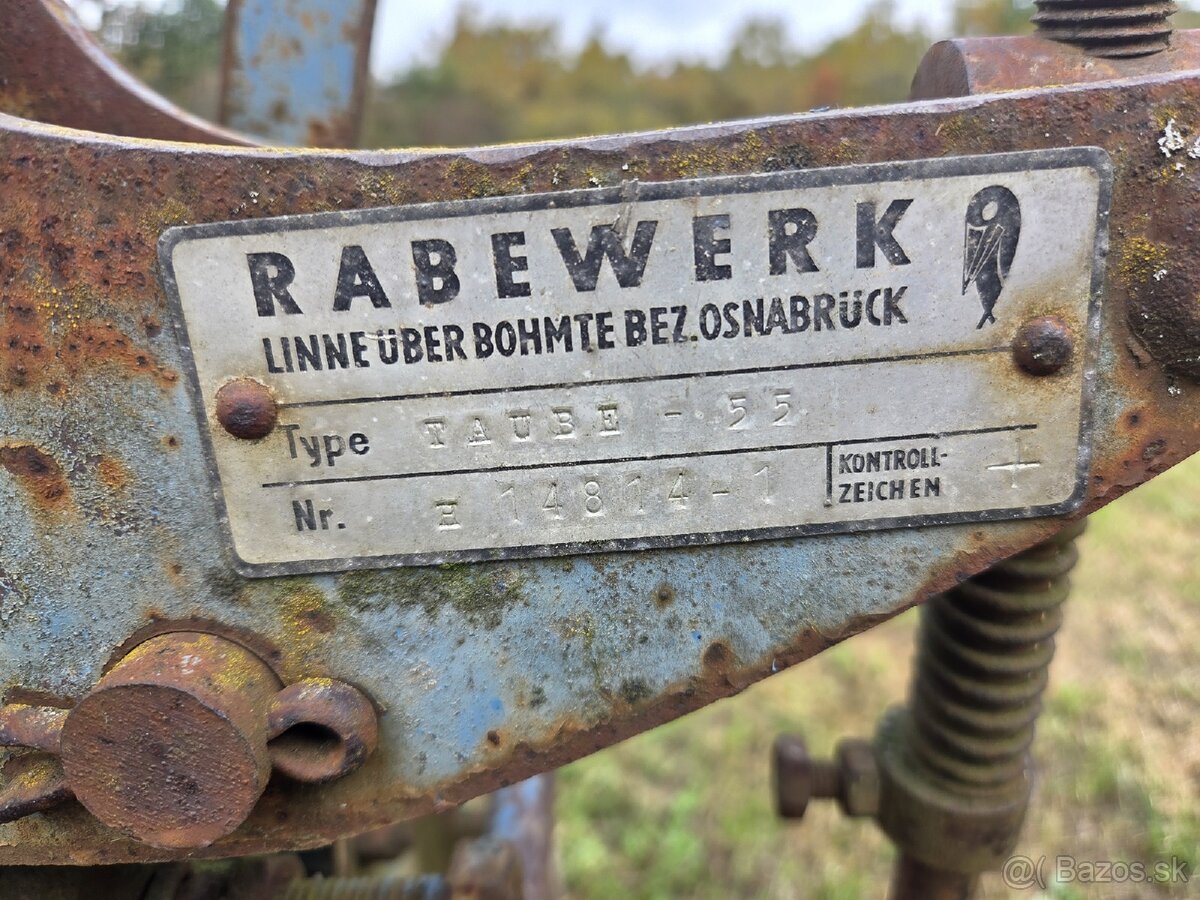 RABEWERK
LINNE ÜBER BOHMTE BEZ. OSNABRÜCK
Type TAUBE - 55
Nr. H 14814-1 KONTROLL-
ZEICHEN +
@( Bazos.sk